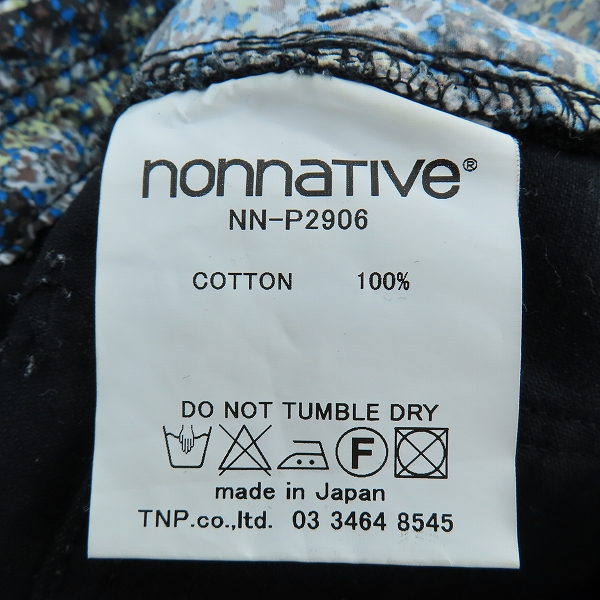 nonnative®
NN-P2906
COTTON 100%
DO NOT TUMBLE DRY
F
made in Japan
TNP.co.,ltd. 03 3464 8545